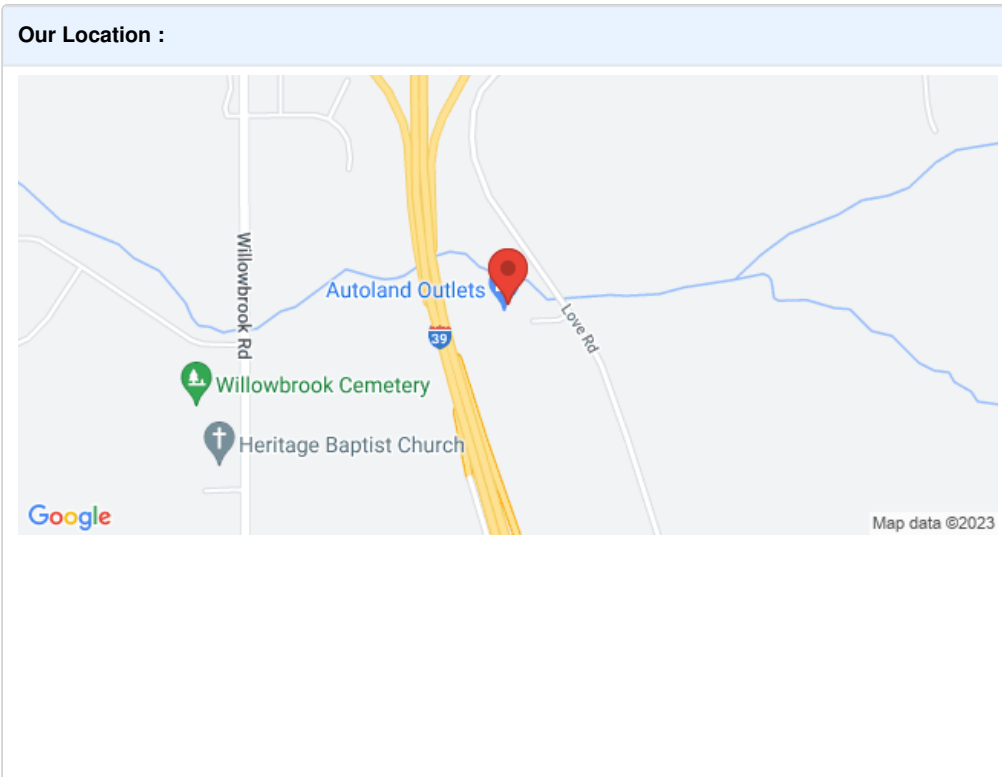 Our Location :
Willowbrook Rd
Autoland Outlets
Love Rd
39
Willowbrook Cemetery
Heritage Baptist Church
Google
Map data ©2023